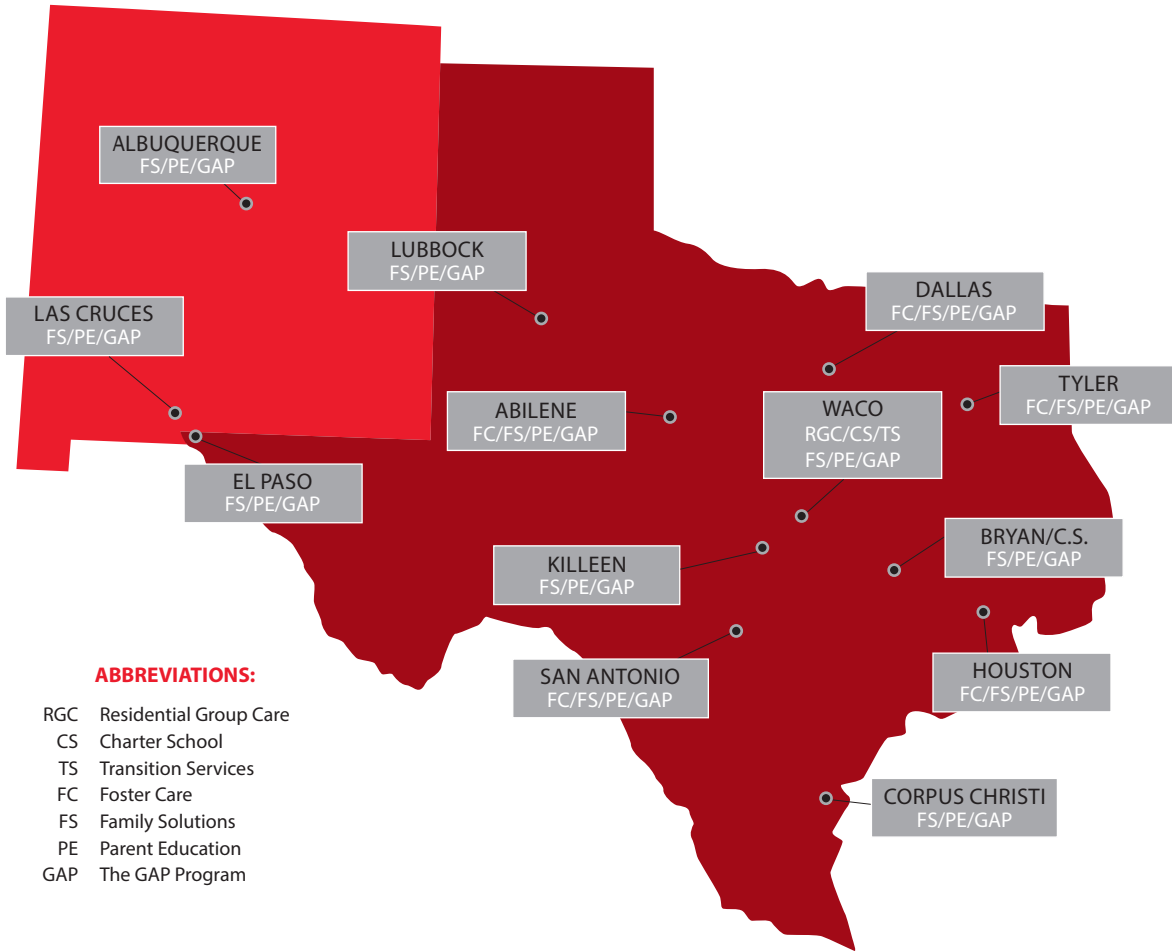 ALBUQUERQUE
FS/PE/GAP
LUBBOCK
FS/PE/GAP
DALLAS
FC/FS/PE/GAP
LAS CRUCES
FS/PE/GAP
TYLER
FC/FS/PE/GAP
ABILENE
FC/FS/PE/GAP
WACO
RGC/CS/TS
FS/PE/GAP
EL PASO
FS/PE/GAP
BRYAN/C.S.
FS/PE/GAP
KILLEEN
FS/PE/GAP
SAN ANTONIO
FC/FS/PE/GAP
HOUSTON
FC/FS/PE/GAP
CORPUS CHRISTI
FS/PE/GAP
ABBREVIATIONS:
RGC Residential Group Care
CS Charter School
TS Transition Services
FC Foster Care
FS Family Solutions
PE Parent Education
GAP The GAP Program